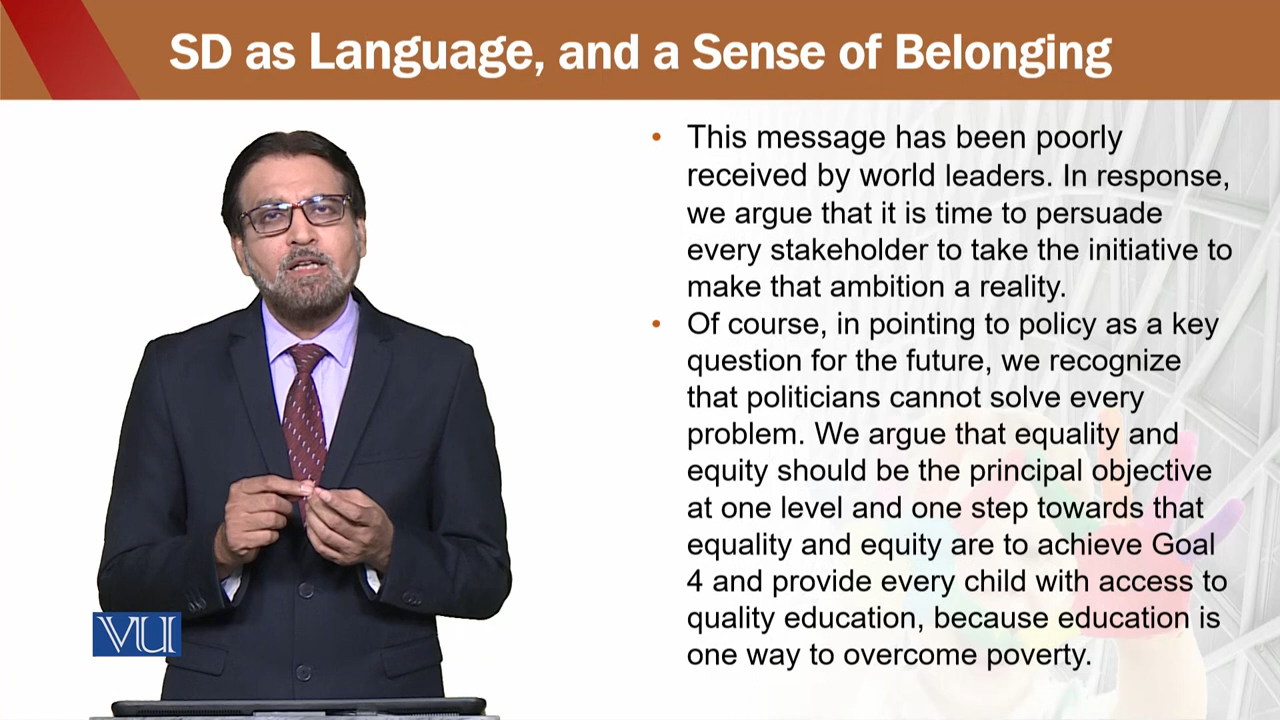 SD as Language, and a Sense of Belonging
• This message has been poorly
received by world leaders. In response,
we argue that it is time to persuade
every stakeholder to take the initiative to
make that ambition a reality.
• Of course, in pointing to policy as a key
question for the future, we recognize
that politicians cannot solve every
problem. We argue that equality and
equity should be the principal objective
at one level and one step towards that
equality and equity are to achieve Goal
4 and provide every child with access to
quality education, because education is
one way to overcome poverty.
VU